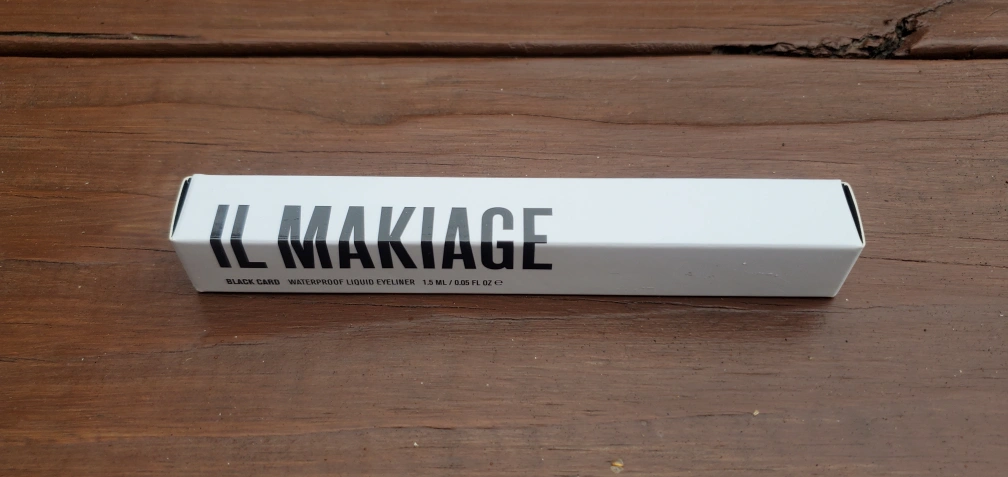 IL MAKIAGE
BLACK CARD WATERPROOF LIQUID EYELINER 1.5 ML / 0.05 FL OZ ℮